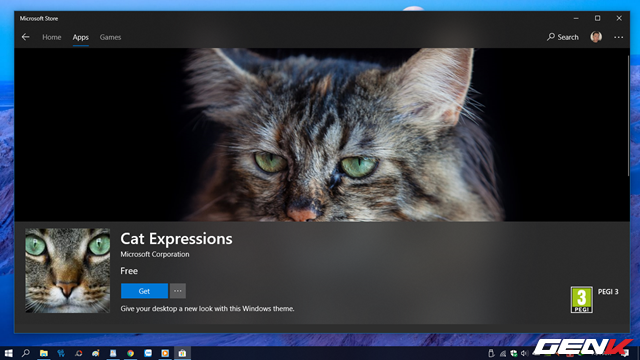 Microsoft Store
Home Apps Games Search
Cat Expressions
Microsoft Corporation
Free
Get
Give your desktop a new look with this Windows theme.
3
PEGI
PEGI 3
GENK